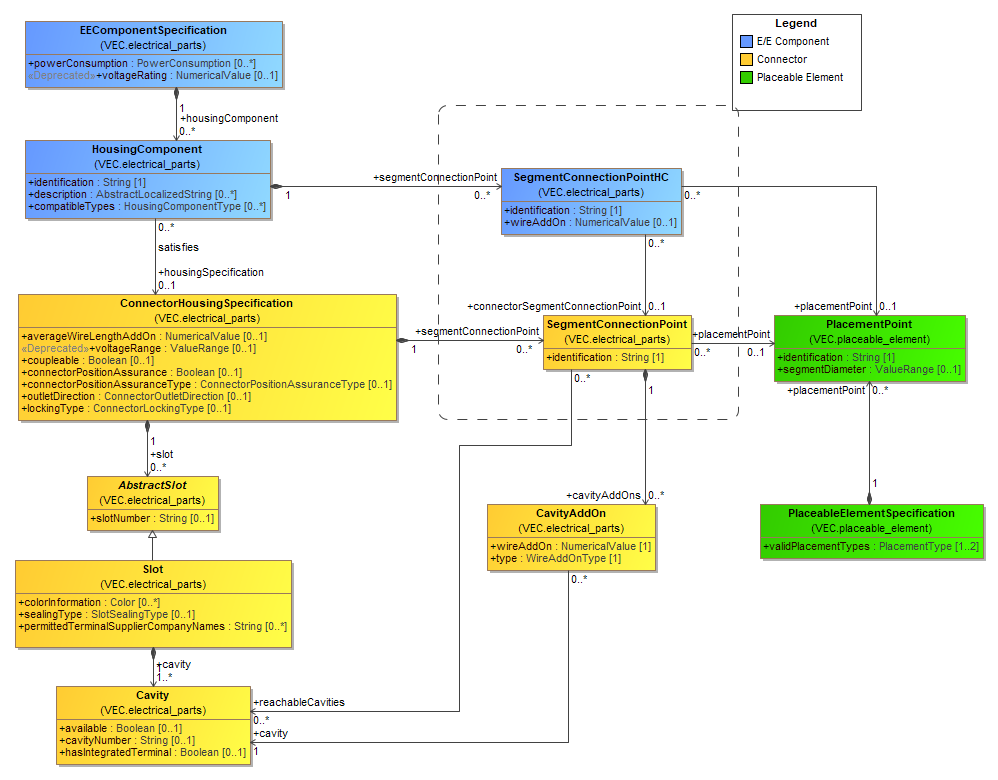 EEComponentSpecification
(VEC.electrical_parts)
+powerConsumption : PowerConsumption [0..*]
«Deprecated»+voltageRating : NumericalValue [0..1]
Legend
E/E Component
Connector
Placeable Element
1
+housingComponent
0..*
HousingComponent
(VEC.electrical_parts)
+identification : String [1]
+description : AbstractLocalizedString [0..*]
+compatibleTypes : HousingComponentType [0..*]
1
+segmentConnectionPoint
0..*
SegmentConnectionPointHC
(VEC.electrical_parts)
+identification : String [1]
+wireAddOn : NumericalValue [0..1]
0..*
0..*
satisfies
+housingSpecification
0..1
0..*
+connectorSegmentConnectionPoint
0..1
+placementPoint
0..1
ConnectorHousingSpecification
(VEC.electrical_parts)
+averageWireLengthAddOn : NumericalValue [0..1]
«Deprecated»+voltageRange : ValueRange [0..1]
+coupleable : Boolean [0..1]
+connectorPositionAssurance : Boolean [0..1]
+connectorPositionAssuranceType : ConnectorPositionAssuranceType [0..1]
+outletDirection : ConnectorOutletDirection [0..1]
+lockingType : ConnectorLockingType [0..1]
1
+segmentConnectionPoint
0..*
SegmentConnectionPoint
(VEC.electrical_parts)
+identification : String [1]
+placementPoint
0..*
0..1
PlacementPoint
(VEC.placeable_element)
+identification : String [1]
+segmentDiameter : ValueRange [0..1]
0..*
1
+placementPoint
0..*
1
+slot
0..*
AbstractSlot
(VEC.electrical_parts)
+slotNumber : String [0..1]
+cavityAddOns
0..*
1
CavityAddOn
(VEC.electrical_parts)
+wireAddOn : NumericalValue [1]
+type : WireAddOnType [1]
PlaceableElementSpecification
(VEC.placeable_element)
+validPlacementTypes : PlacementType [1..2]
Slot
(VEC.electrical_parts)
+colorInformation : Color [0..*]
+sealingType : SlotSealingType [0..1]
+permittedTerminalSupplierCompanyNames : String [0..*]
0..*
+cavity
1
1..*
Cavity
(VEC.electrical_parts)
+available : Boolean [0..1]
+cavityNumber : String [0..1]
+hasIntegratedTerminal : Boolean [0..1]
+reachableCavities
0..*
+cavity
1